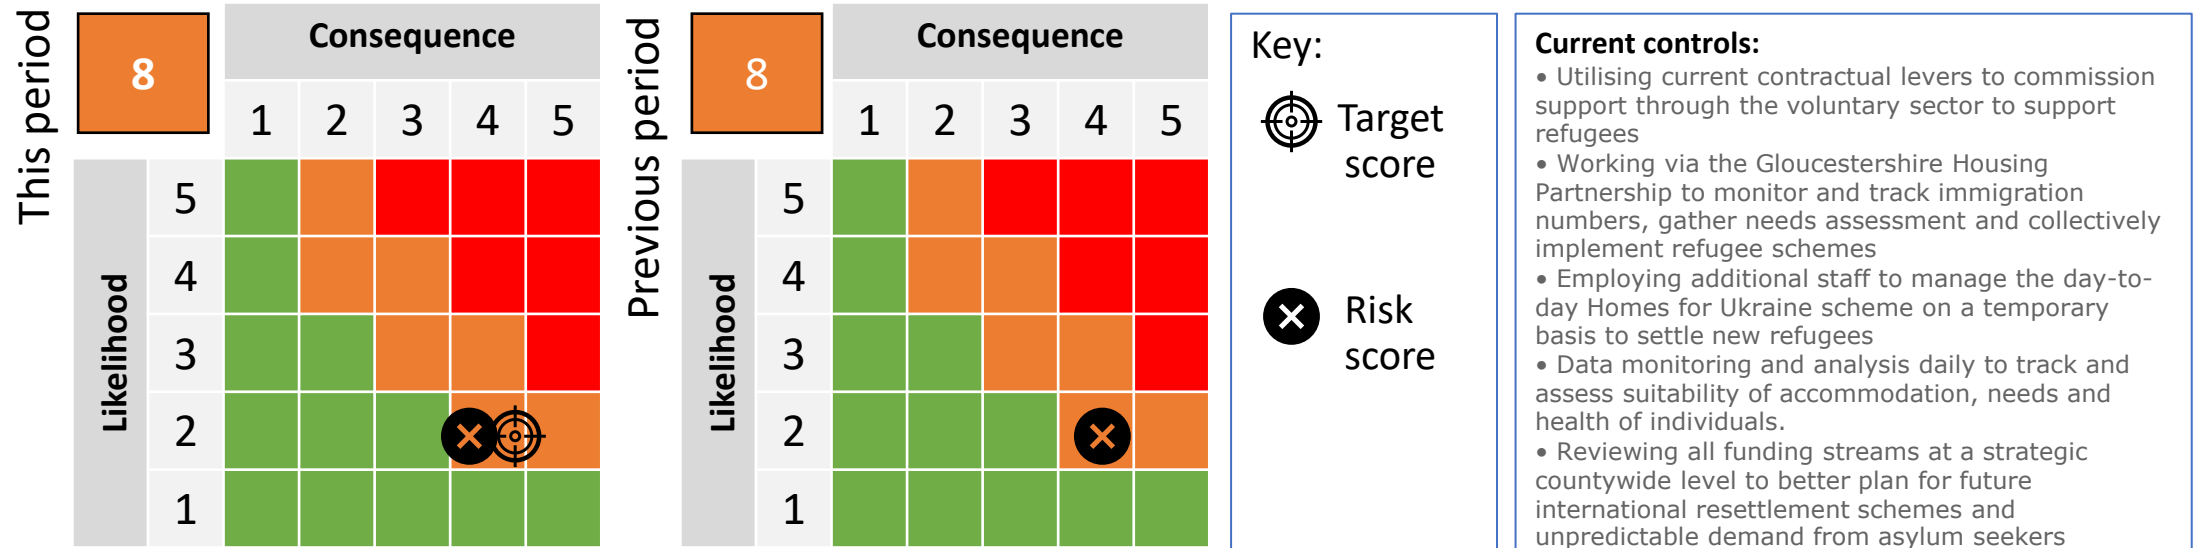 This period
8
Consequence
1 2 3 4 5
Likelihood
5
4
3
2
1
Previous period
8
Consequence
1 2 3 4 5
Likelihood
5
4
3
2
1
Key:
Target
score
Risk
score
Current controls:
• Utilising current contractual levers to commission
support through the voluntary sector to support
refugees
• Working via the Gloucestershire Housing
Partnership to monitor and track immigration
numbers, gather needs assessment and collectively
implement refugee schemes
• Employing additional staff to manage the day-to-
day Homes for Ukraine scheme on a temporary
basis to settle new refugees
• Data monitoring and analysis daily to track and
assess suitability of accommodation, needs and
health of individuals.
• Reviewing all funding streams at a strategic
countywide level to better plan for future
international resettlement schemes and
unpredictable demand from asylum seekers